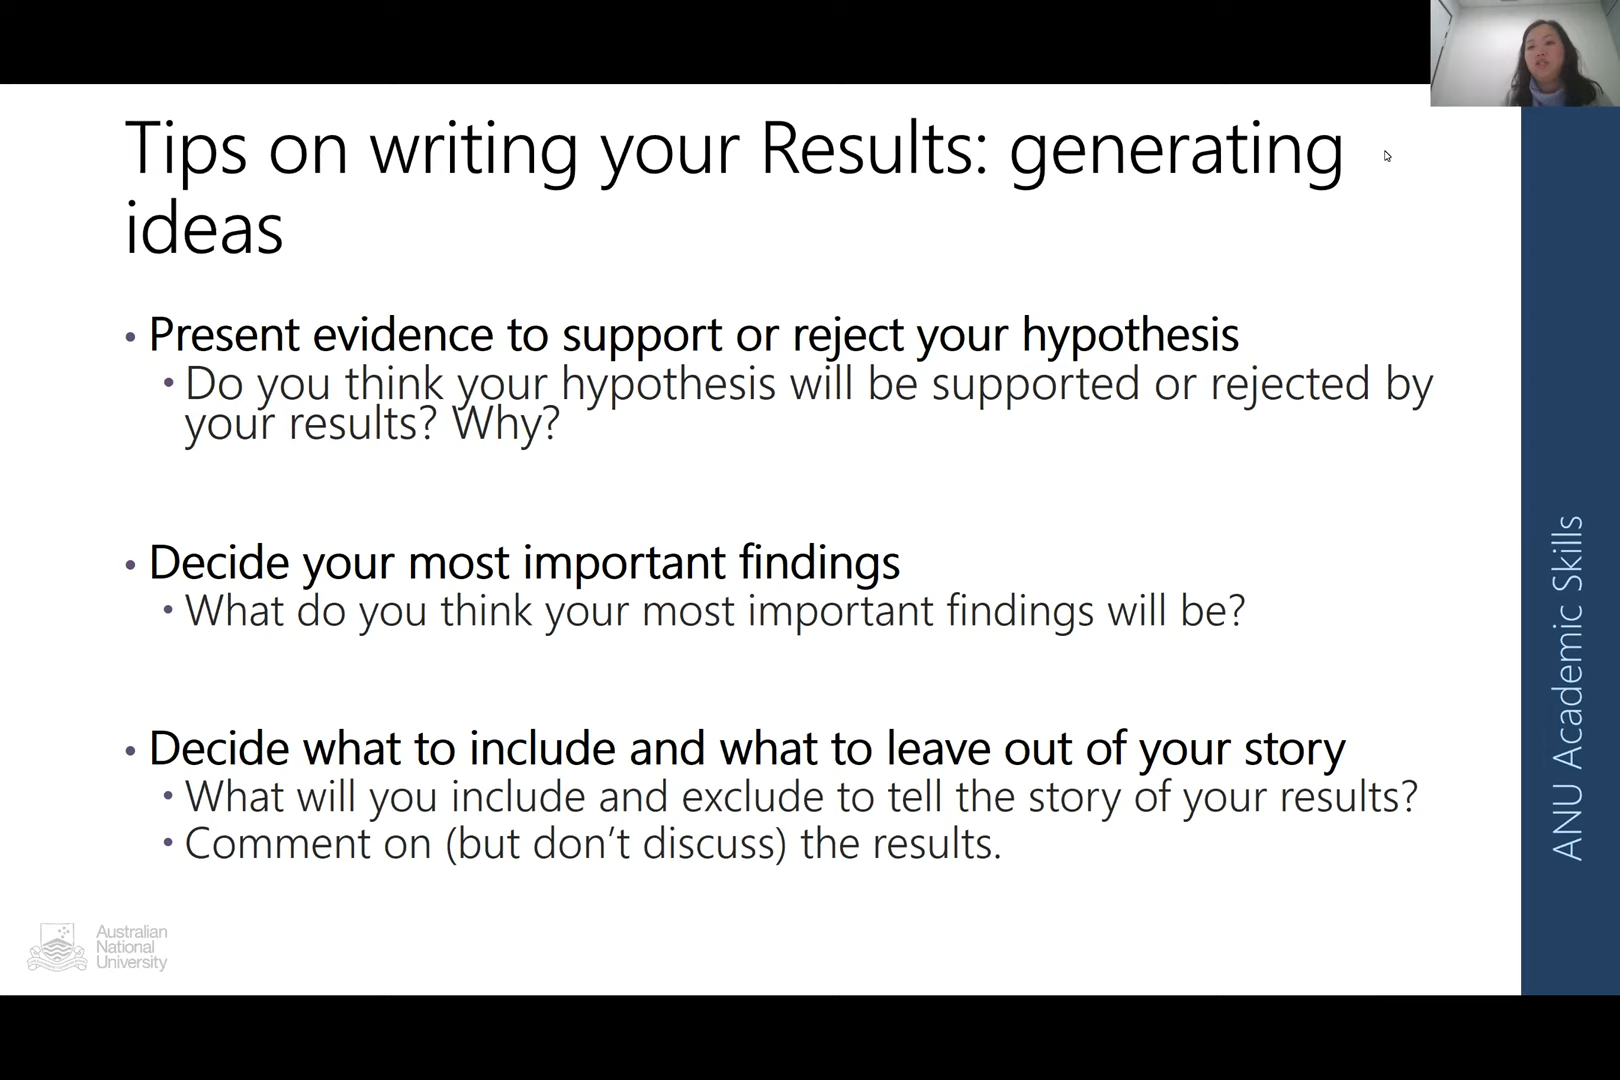 Tips on writing your Results: generating
ideas
• Present evidence to support or reject your hypothesis
• Do you think your hypothesis will be supported or rejected by
your results? Why?
• Decide your most important findings
• What do you think your most important findings will be?
• Decide what to include and what to leave out of your story
• What will you include and exclude to tell the story of your results?
• Comment on (but don’t discuss) the results.
ANU Academic Skills
Australian
National
University